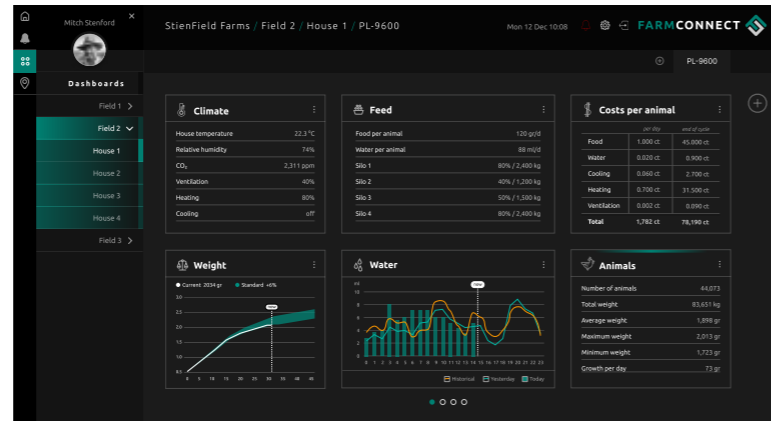 Mitch Stenford
×
StienField Farms / Field 2 / House 1 / PL-9600
Mon 12 Dec 10:08
FARMCONNECT
PL-9600
Dashboards
Field 1
Field 2
House 1
House 2
House 3
House 4
Field 3
Climate
House temperature 22.3 °C
Relative humidity 74%
CO₂ 2,311 ppm
Ventilation 40%
Heating 80%
Cooling off
Feed
Food per animal 120 gr/d
Water per animal 88 ml/d
Silo 1 80% / 2,400 kg
Silo 2 40% / 1,200 kg
Silo 3 50% / 1,500 kg
Silo 4 80% / 2,400 kg
Costs per animal
end of cycle
Food 1.000 ct 45.000 ct
Water 0.020 ct 0.900 ct
Cooling 0.060 ct 2.700 ct
Heating 0.700 ct 31.500 ct
Ventilation 0.002 ct 0.090 ct
Total 1,782 ct 78,190 ct
Weight
Current 2034 gr Standard +6%
now
3.0
2.5
2.0
1.5
1.0
0.5
0 5 10 15 20 25 30 35 40 45
Water
now
10
8
6
4
2
0
0 1 2 3 4 5 6 7 8 9 10 11 12 13 14 15 16 17 18 19 20 21 22 23
Historical Yesterday Today
Animals
Number of animals 44,073
Total weight 83,651 kg
Average weight 1,898 gr
Maximum weight 2,013 gr
Minimum weight 1,723 gr
Growth per day 73 gr